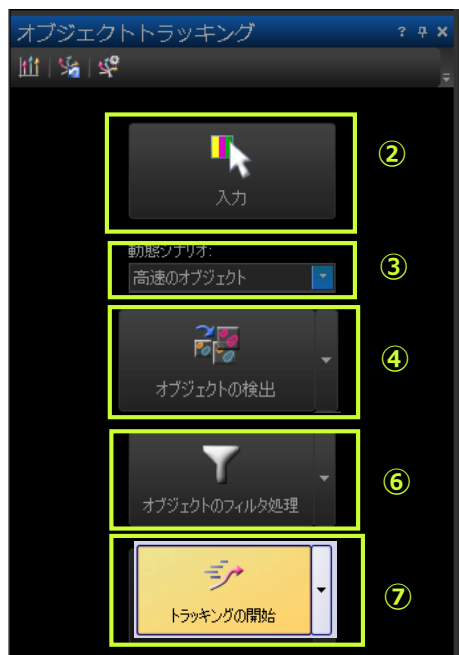 オブジェクトトラッキング
入力
②
動態シナリオ:
高速のオブジェクト
③
オブジェクトの検出
④
オブジェクトのフィルタ処理
⑥
トラッキングの開始
⑦